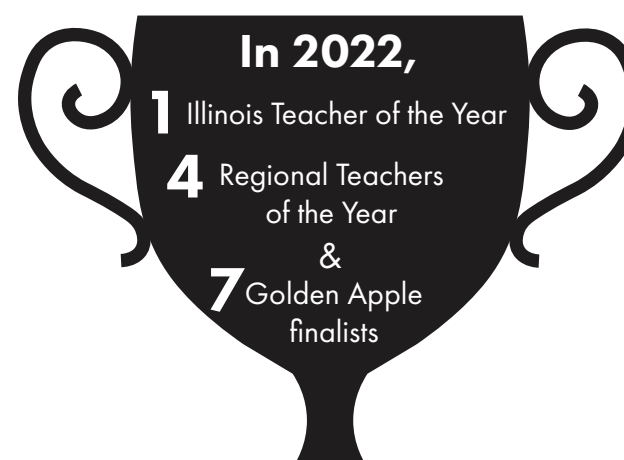 In 2022,
1 Illinois Teacher of the Year
4 Regional Teachers
of the Year
&
7 Golden Apple
finalists